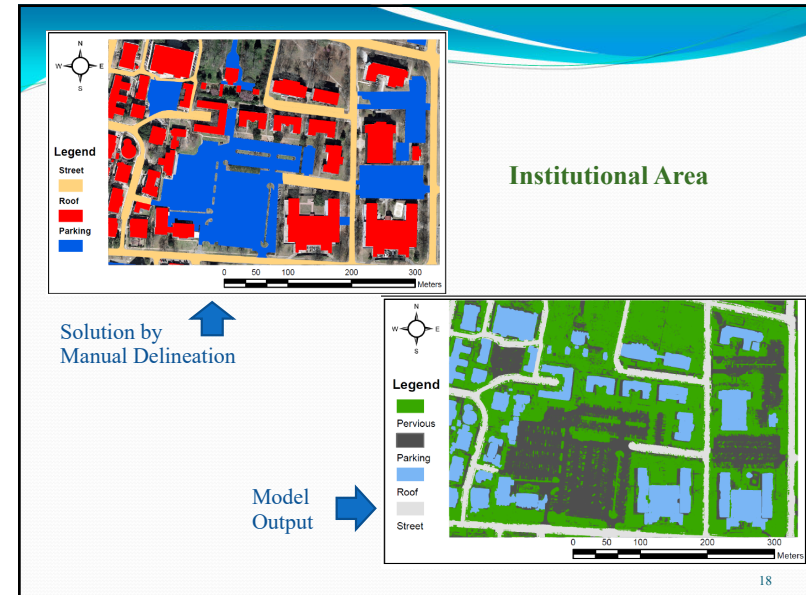 N
W E
S
Legend
Street
Roof
Parking
0 50 100 200 300
Meters
Institutional Area
Solution by
Manual Delineation
N
W E
S
Legend
Pervious
Parking
Roof
Street
0 50 100 200 300
Meters
Model
Output
18